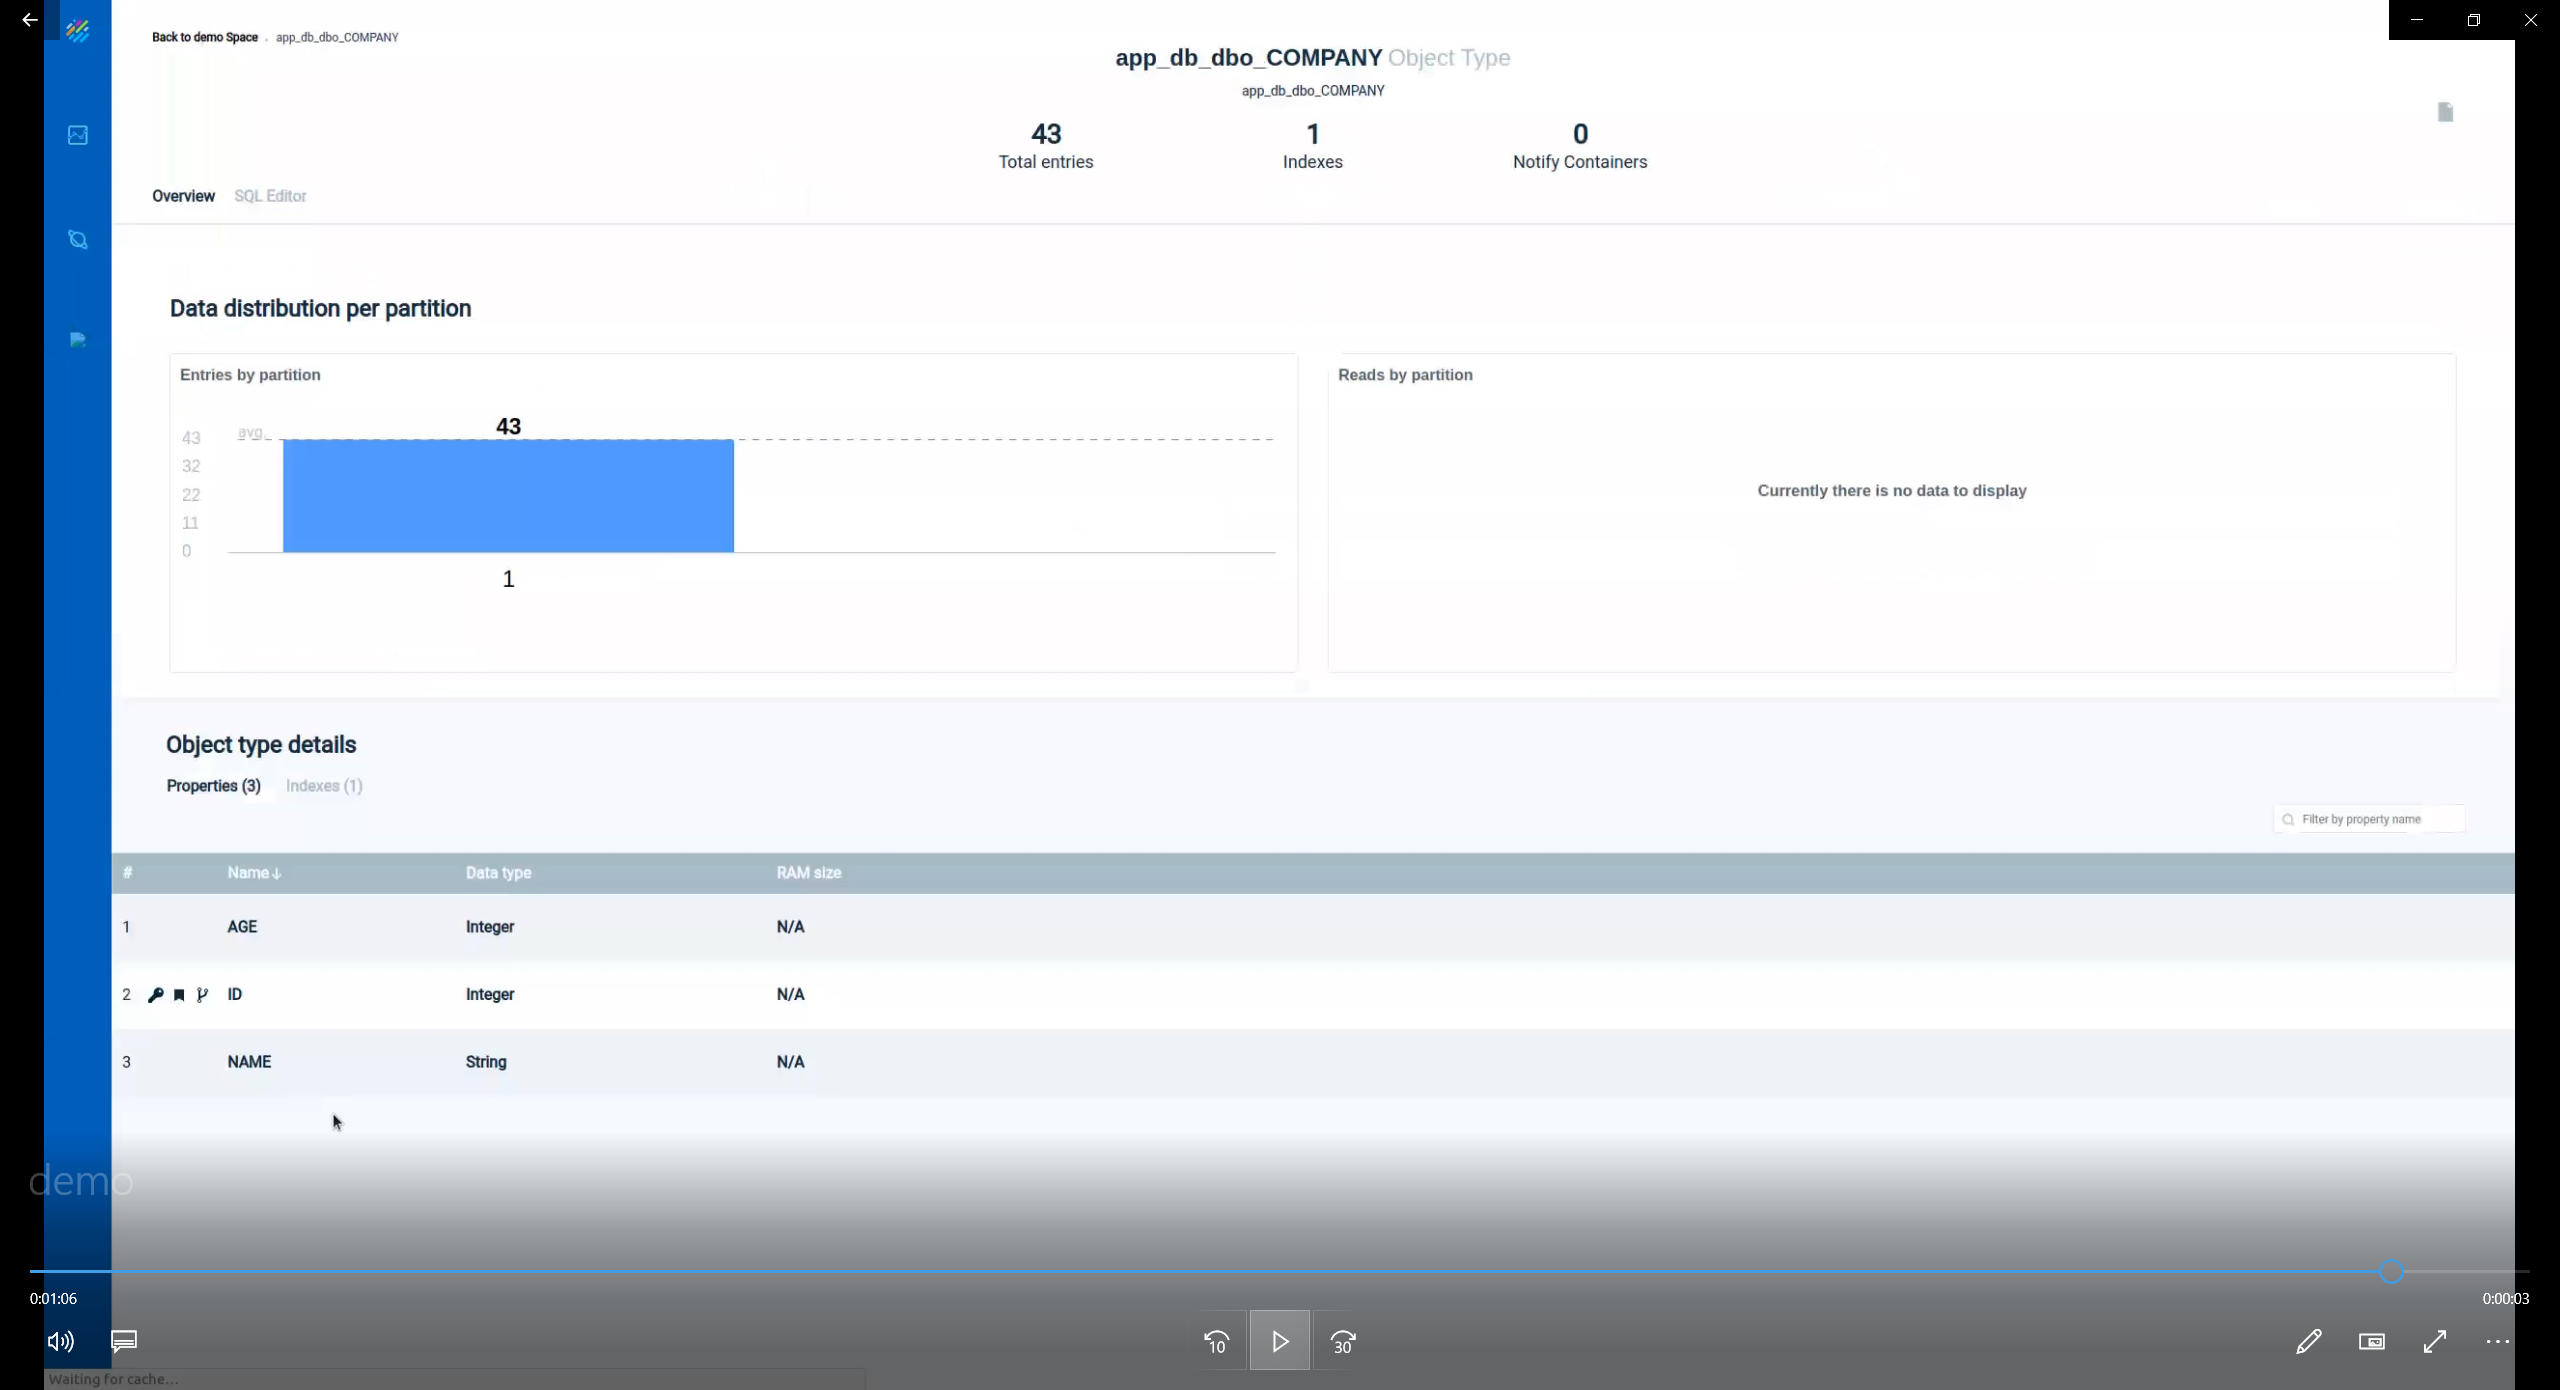 Back to demo Space . app_db_dbo_COMPANY
app_db_dbo_COMPANY Object Type
app_db_dbo_COMPANY
43 1 0
Total entries Indexes Notify Containers
Overview SQL Editor
Data distribution per partition
Entries by partition
43
43
avg.
32
22
11
0
1
Reads by partition
Currently there is no data to display
Object type details
Properties (3) Indexes (1)
Filter by property name
# Name↓ Data type RAM size
1 AGE Integer N/A
2 ID Integer N/A
3 NAME String N/A
demo
0:01:06 0:00:03
10 30
Waiting for cache...